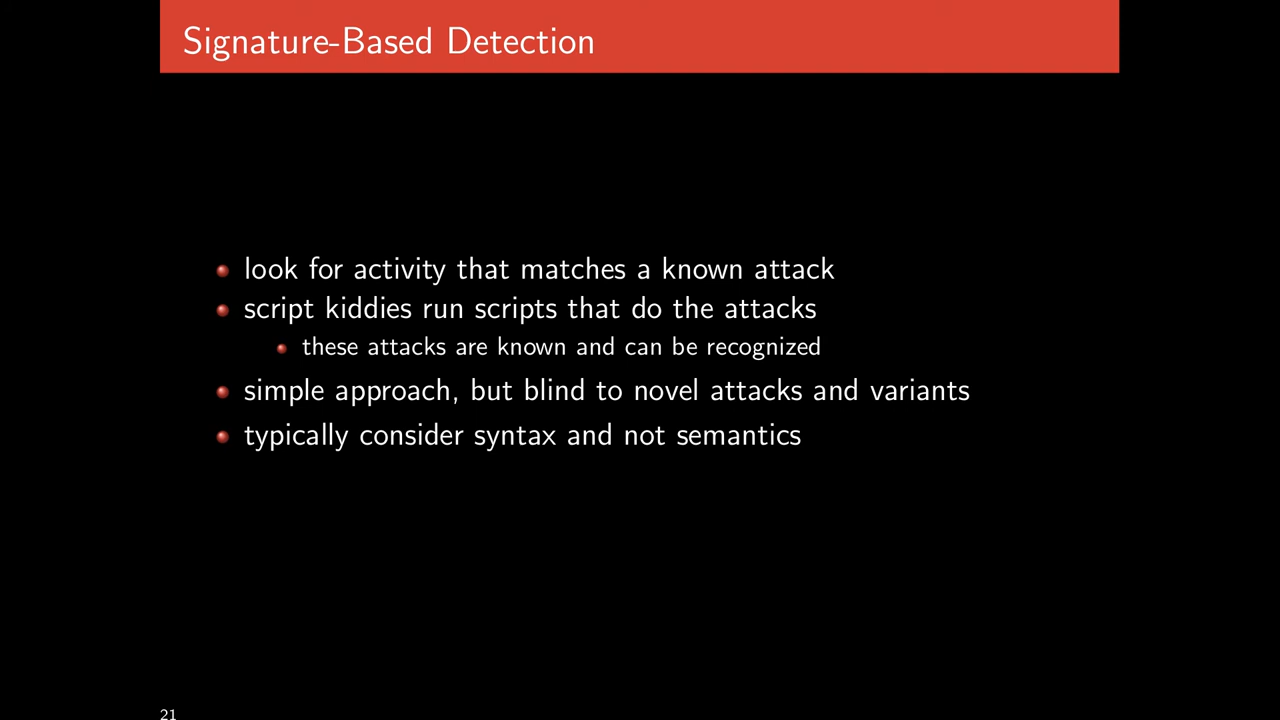 Signature-Based Detection
look for activity that matches a known attack
script kiddies run scripts that do the attacks
these attacks are known and can be recognized
simple approach, but blind to novel attacks and variants
typically consider syntax and not semantics
21